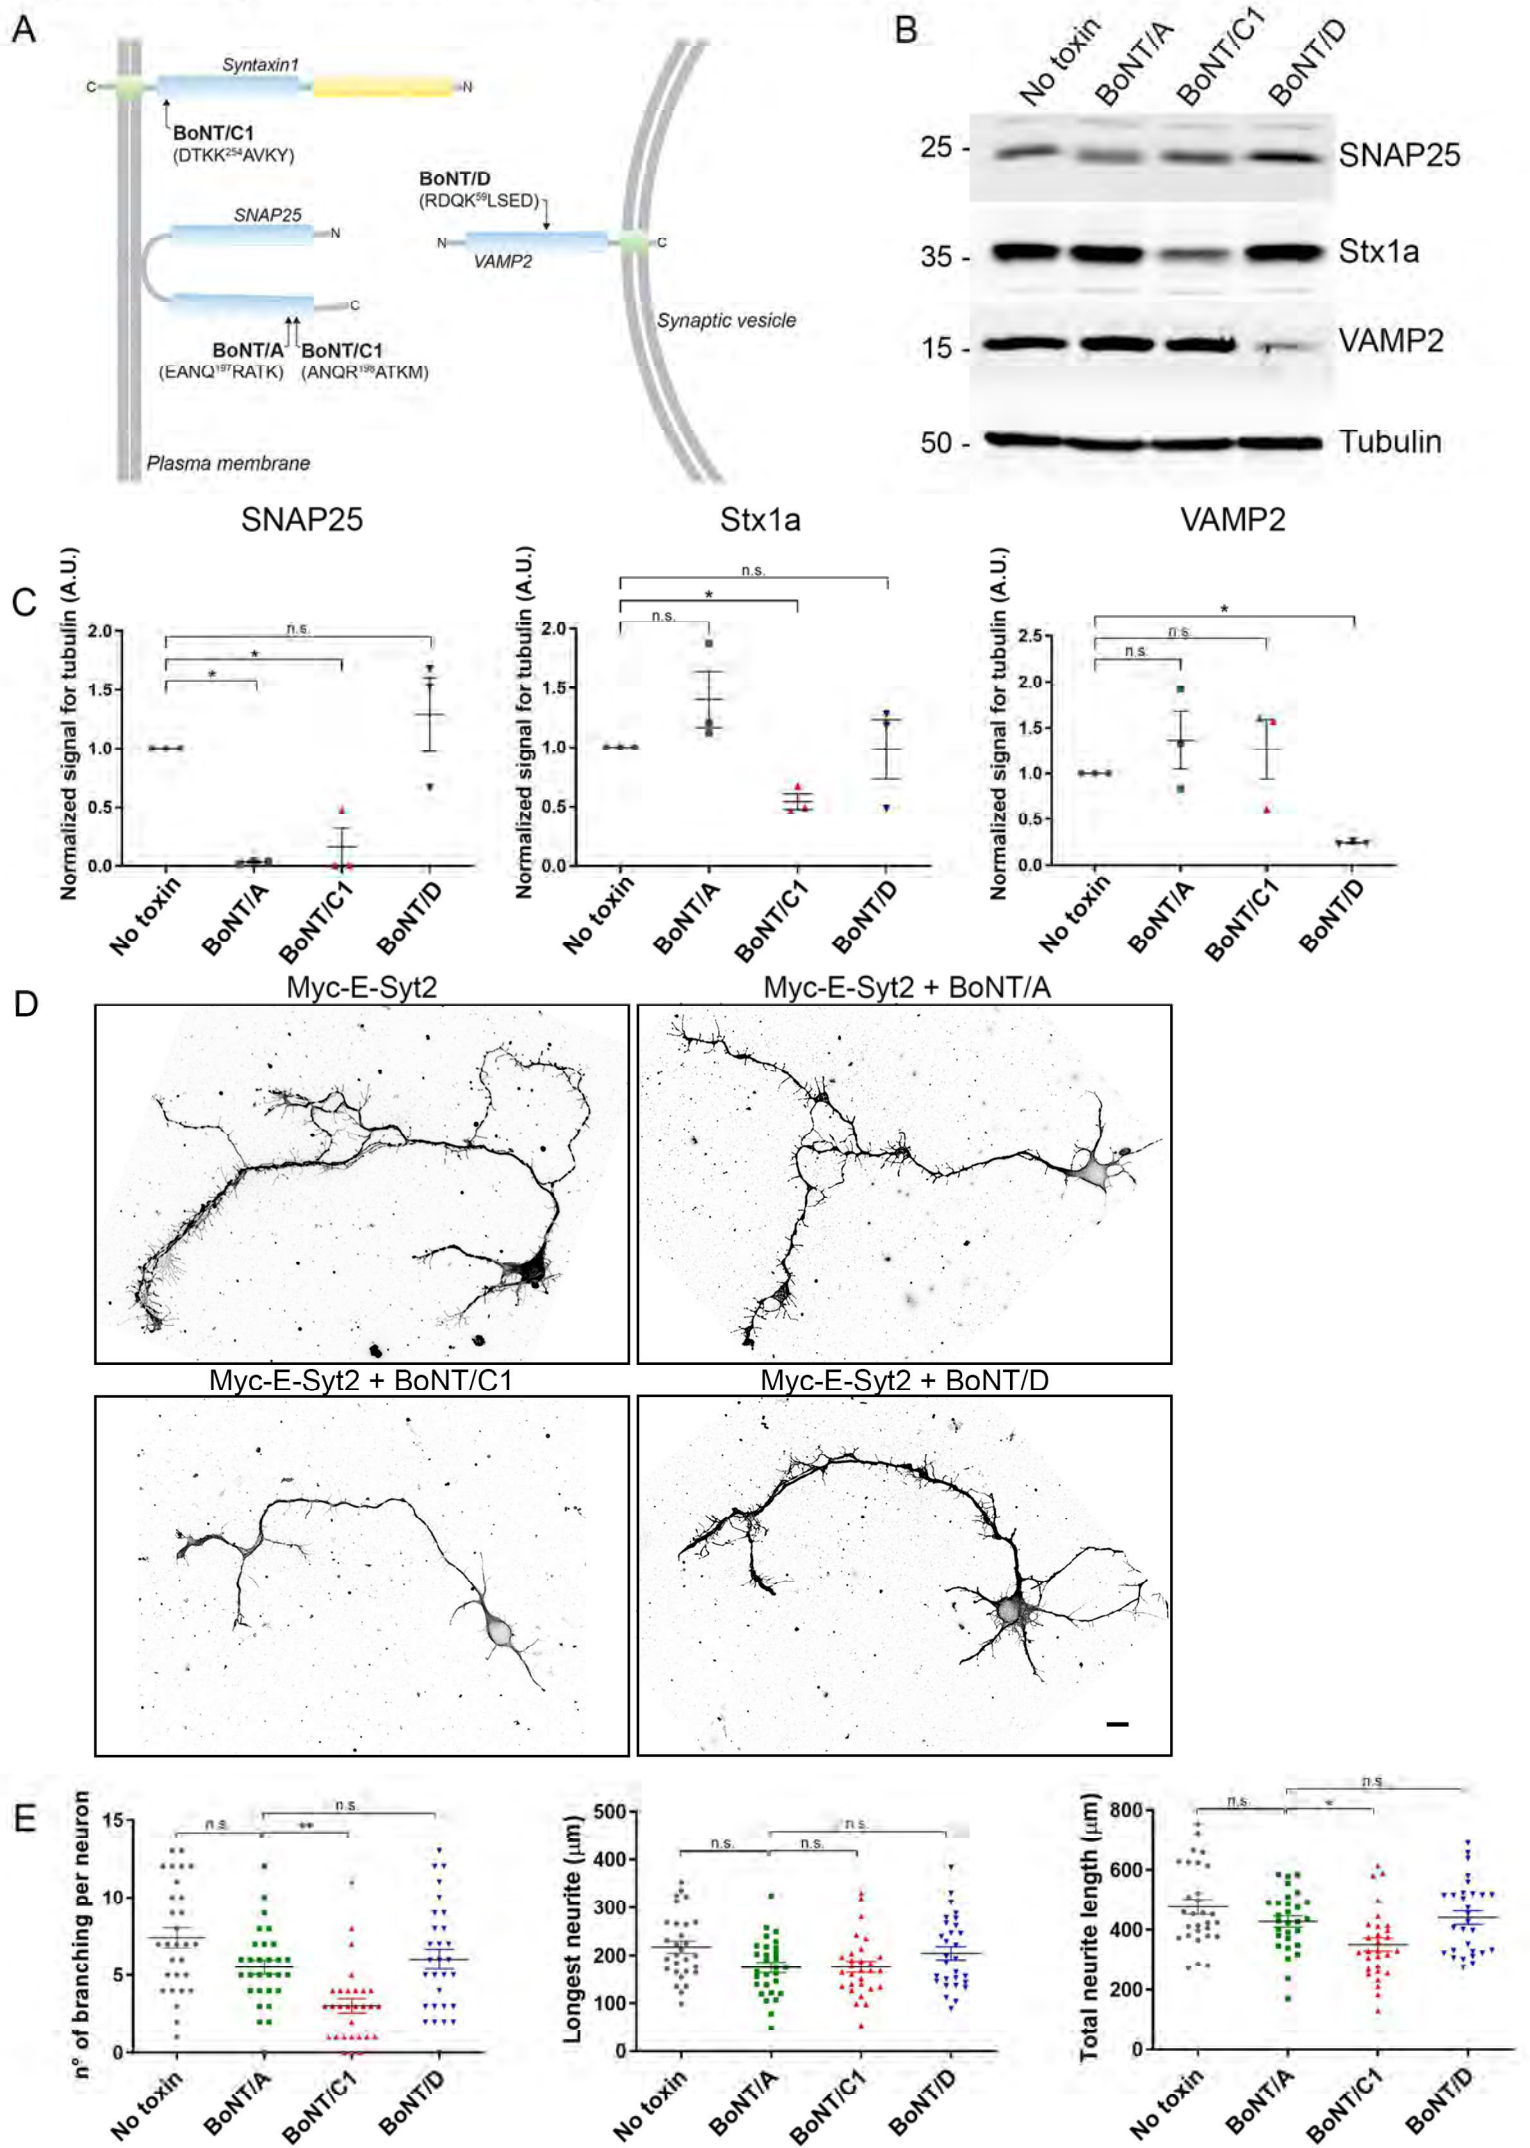 A
Syntaxin1
C
N
BoNT/C1
(DTKK²⁵⁴AVKY)
SNAP25
N
C
BoNT/A
(EANQ¹⁹⁷RATK)
BoNT/C1
(ANQR¹⁹⁸ATKM)
BoNT/D
(RDQK⁵⁹LSED)
N
C
VAMP2
Synaptic vesicle
Plasma membrane
B
No toxin
BoNT/A
BoNT/C1
BoNT/D
25 - SNAP25
35 - Stx1a
15 - VAMP2
50 - Tubulin
C
SNAP25
Normalized signal for tubulin (A.U.)
2.0
1.5
1.0
0.5
0.0
n.s.
*
*
No toxin
BoNT/A
BoNT/C1
BoNT/D
Stx1a
Normalized signal for tubulin (A.U.)
2.0
1.5
1.0
0.5
0.0
n.s.
*
n.s.
No toxin
BoNT/A
BoNT/C1
BoNT/D
VAMP2
Normalized signal for tubulin (A.U.)
2.5
2.0
1.5
1.0
0.5
0.0
*
n.s.
n.s.
No toxin
BoNT/A
BoNT/C1
BoNT/D
D
Myc-E-Syt2
Myc-E-Syt2 + BoNT/A
Myc-E-Syt2 + BoNT/C1
Myc-E-Syt2 + BoNT/D
E
n° of branching per neuron
15
10
5
0
n.s.
n.s.
**
No toxin
BoNT/A
BoNT/C1
BoNT/D
Longest neurite (µm)
500
400
300
200
100
0
n.s.
n.s.
n.s.
No toxin
BoNT/A
BoNT/C1
BoNT/D
Total neurite length (µm)
800
600
400
200
0
n.s.
n.s.
*
No toxin
BoNT/A
BoNT/C1
BoNT/D